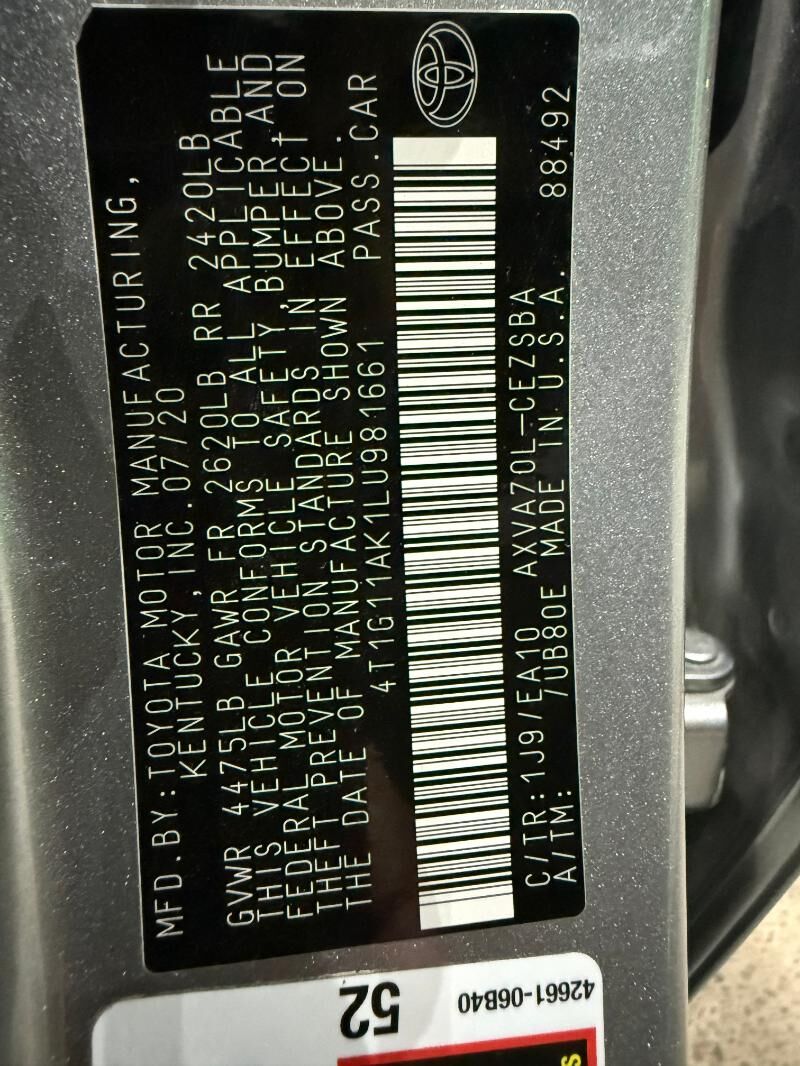 MFD.BY:TOYOTA MOTOR MANUFACTURING,
KENTUCKY, INC.07/20
GVWR 4475LB GAWR FR 2620LB RR 2420LB
THIS VEHICLE CONFORMS TO ALL APPLICABLE
FEDERAL MOTOR VEHICLE SAFETY,BUMPER,AND
THEFT PREVENTION STANDARDS IN EFFECT ON
THE DATE OF MANUFACTURE SHOWN ABOVE.
4T1G11AK1LU981661 PASS.CAR
C/TR:1J9/EA10 AXVA70L-CEZSBA
A/TM: /UB80E MADE IN U.S.A. 88492
52
42661-06B40